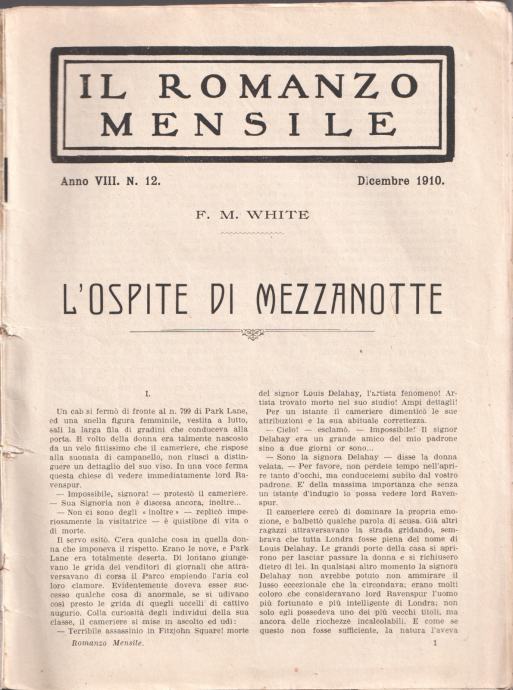 IL ROMANZO
MENSILE
Anno VIII. N. 12.
Dicembre 1910.
F. M. WHITE
L'OSPITE DI MEZZANOTTE
I.
Un cab si fermò di fronte al n. 799 di Park Lane,
ed una snella figura femminile, vestita a lutto,
salì la larga fila di gradini che conduceva alla
porta. Il volto della donna era talmente nascosto
da un velo fittissimo che il cameriere, che rispose
alla suonata di campanello, non riuscì a distin-
guere un dettaglio del suo viso. In una voce ferma
questa chiese di vedere immediatamente lord Ra-
venspur.
— Impossibile, signora! — protestò il cameriere.
— Sua Signoria non è discesa ancora, inoltre...
— Non ci sono degli « inoltre » — replicò impe-
riosamente la visitatrice — è quistione di vita o
di morte.
Il servo esitò. C'era qualche cosa in quella don-
na che imponeva il rispetto. Erano le nove, e Park
Lane era tuttora deserta. Di lontano giunge-
vano le grida dei venditori di giornali che attra-
versavano di corsa il Parco empiendo l'aria col
loro clamore. Evidentemente doveva esser suc-
cesso qualche cosa di anormale, se si udivano
così presto le grida di quegli uccelli di cattivo
augurio. Colla curiosità degli individui della sua
classe, il cameriere si mise in ascolto ed udì:
— Terribile assassinio in Fitzjohn Square! morte
del signor Louis Delahay, l'artista fenomeno! Ar-
tista trovato morto nel suo studio! Ampi dettagli!
Per un istante il cameriere dimenticò le sue
attribuzioni e la sua abituale correttezza.
— Cielo! — esclamò. — Impossibile! Il signor
Delahay era un grande amico del mio padrone
sino a due giorni or sono...
— Sono la signora Delahay — disse la donna
velata. — Per favore, non perdete tempo nell'apri-
re tanto d'occhi, ma conducetemi subito dal vostro
padrone. E' della massima importanza che senza
un istante d'indugio io possa vedere lord Raven-
spur.
Il cameriere cercò di dominare la propria emo-
zione, e balbettò qualche parola di scusa. Già altri
ragazzi attraversavano la strada gridando, sem-
brava che tutta Londra fosse piena del nome di
Louis Delahay. Le grandi porte della casa si apri-
rono per lasciar passare la donna e si richiusero
dietro di lei. In qualsiasi altro momento la signora
Delahay non avrebbe potuto non ammirare il
lusso eccezionale che la circondava; erano molti
coloro che consideravano lord Ravenspur l'uomo
più fortunato e più intelligente di Londra; non
solo egli possedeva uno dei più vecchi titoli, ma
ancora delle ricchezze incalcolabili. E come se
questo non fosse sufficiente, la natura l'aveva
Romanzo Mensile.
1